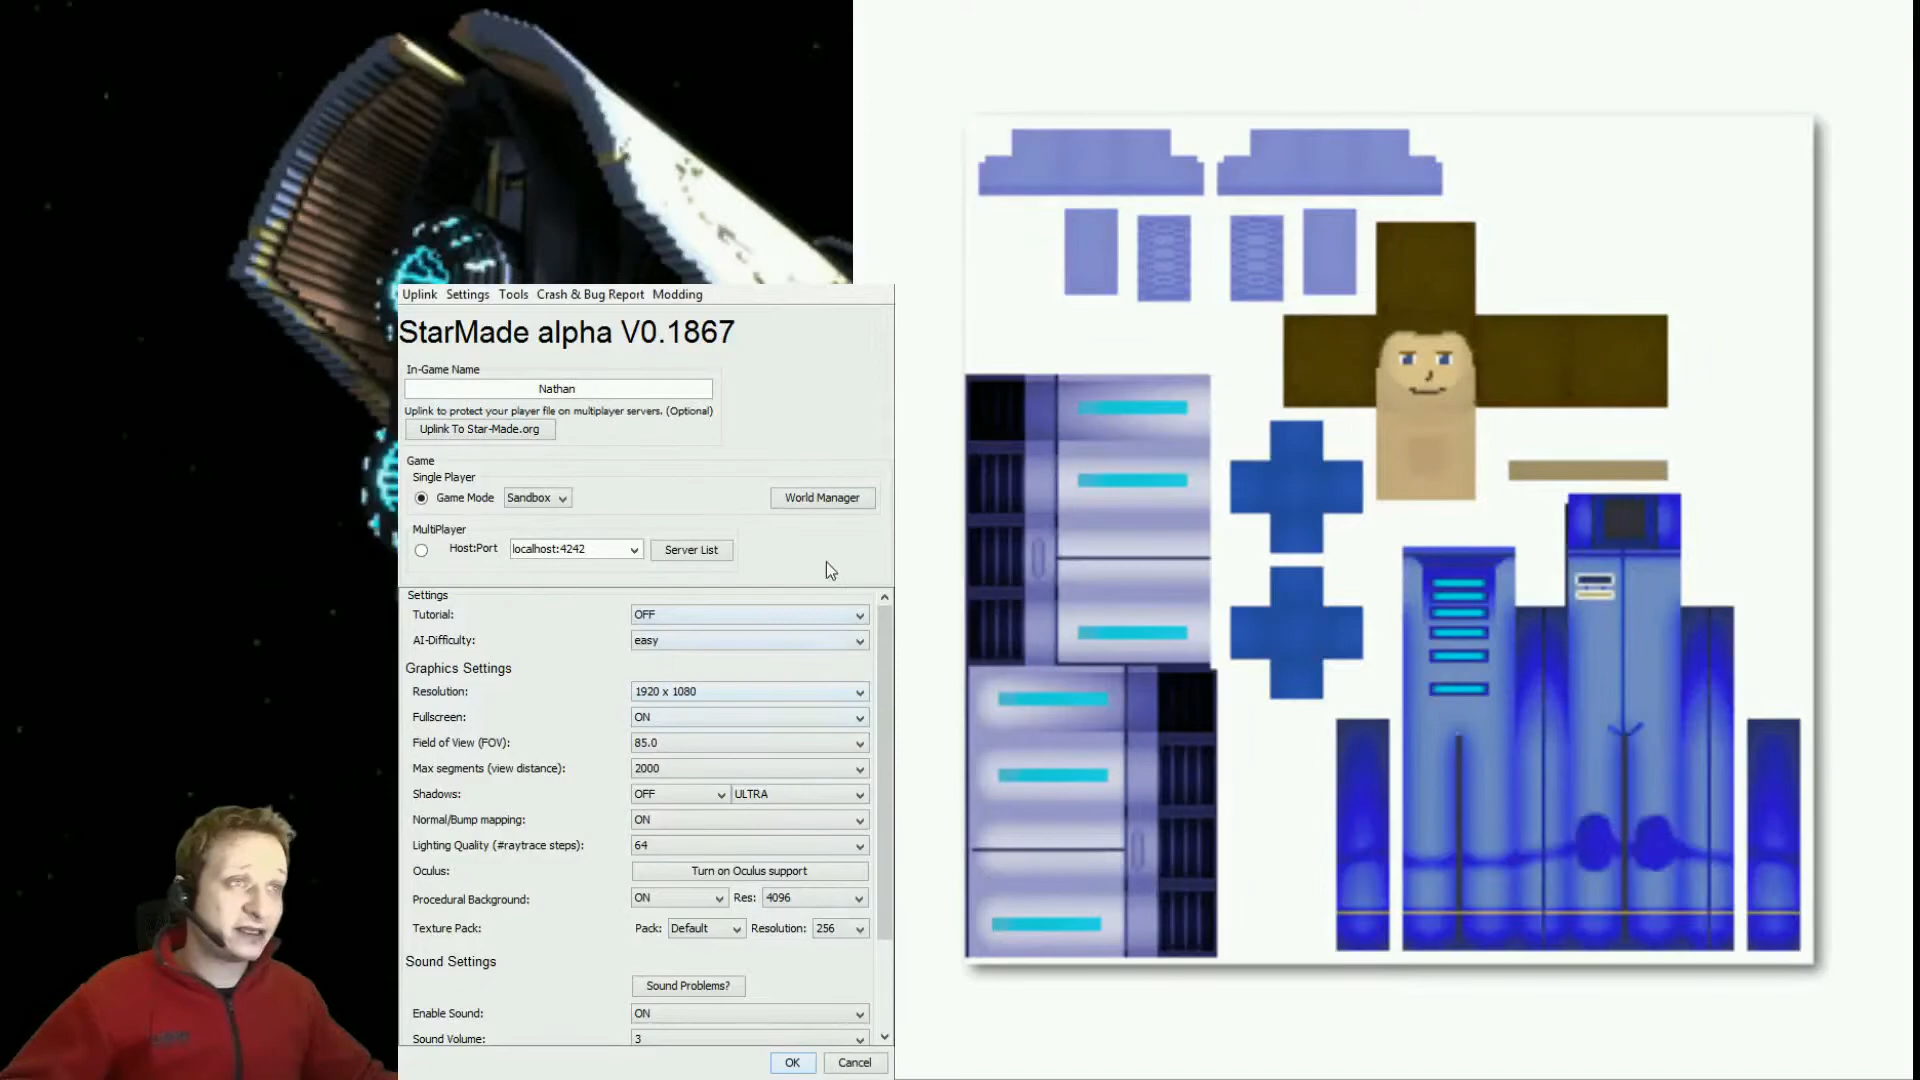 Uplink Settings Tools Crash & Bug Report Modding
StarMade alpha V0.1867
In-Game Name
Nathan
Uplink to protect your player file on multiplayer servers. (Optional)
Uplink To Star-Made.org
Game
Single Player
Game Mode Sandbox World Manager
MultiPlayer
Host:Port localhost:4242 Server List
Settings
Tutorial: OFF
AI-Difficulty: easy
Graphics Settings
Resolution: 1920 x 1080
Fullscreen: ON
Field of View (FOV): 85.0
Max segments (view distance): 2000
Shadows: OFF ULTRA
Normal/Bump mapping: ON
Lighting Quality (#raytrace steps): 64
Oculus: Turn on Oculus support
Procedural Background: ON Res: 4096
Texture Pack: Pack: Default Resolution: 256
Sound Settings
Sound Problems?
Enable Sound: ON
Sound Volume: 3
OK Cancel